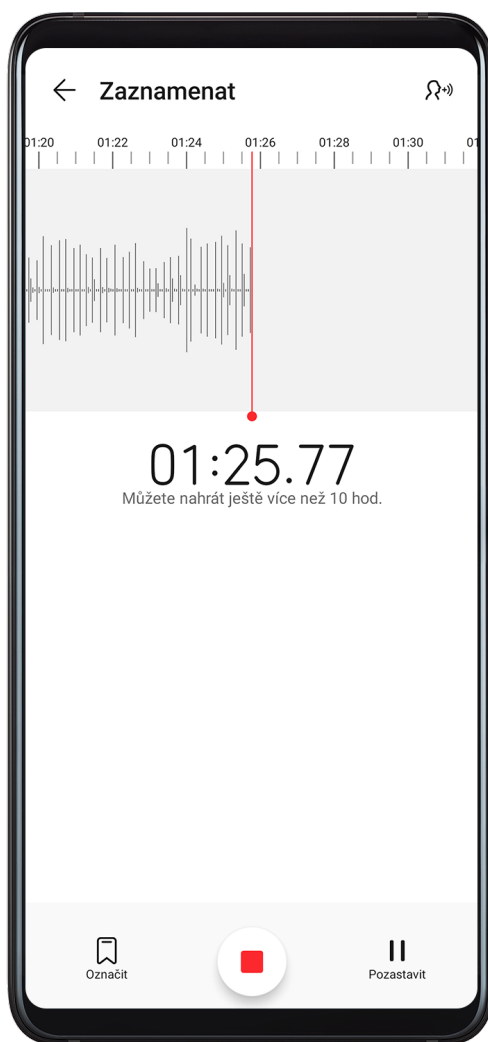 Zaznamenat
01:20 01:22 01:24 01:26 01:28 01:30 01
01:25.77
Můžete nahrát ještě více než 10 hod.
Označit
Pozastavit